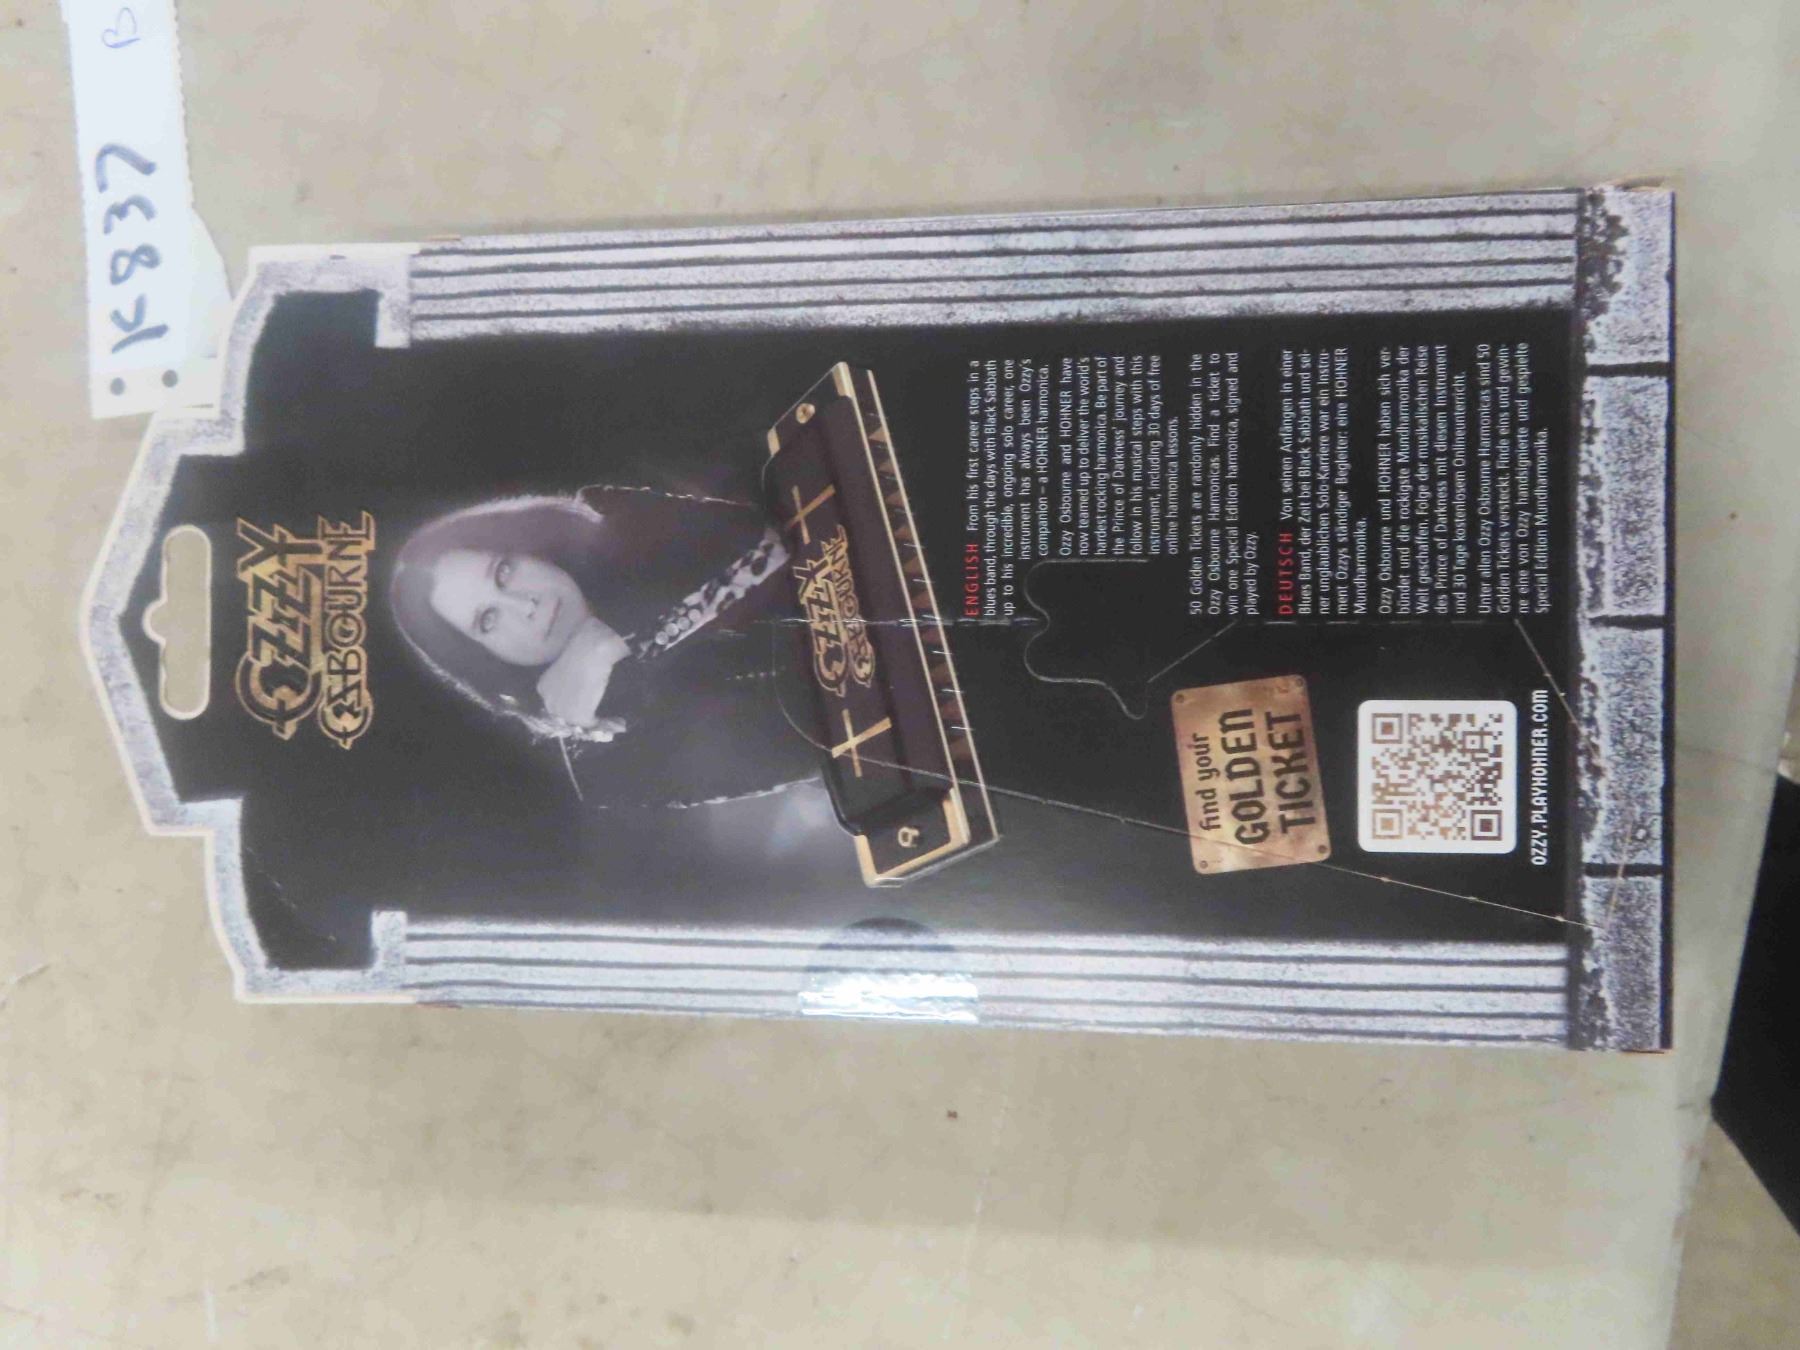 K837 B
OZZY
OSBOURNE
OZZY
OSBOURNE
ENGLISH From his first career steps in a
blues band, through the days with Black Sabbath
up to his incredible, ongoing solo career, one
instrument has always been Ozzy's
companion – a HOHNER harmonica.
Ozzy Osbourne and HOHNER have
now teamed up to deliver the world's
hardest rocking harmonica. Be part of
the Prince of Darkness' journey and
follow in his musical steps with this
instrument, including 30 days of free
online harmonica lessons.
50 Golden Tickets are randomly hidden in the
Ozzy Osbourne Harmonicas. Find a ticket to
win one Special Edition harmonica, signed and
played by Ozzy.
DEUTSCH Von seinen Anfängen in einer
Blues Band, der Zeit bei Black Sabbath und sei-
ner unglaublichen Solo-Karriere war ein Instru-
ment Ozzys ständiger Begleiter: eine HOHNER
Mundharmonika.
Ozzy Osbourne und HOHNER haben sich ver-
bündet und die rockigste Mundharmonika der
Welt geschaffen. Folge der musikalischen Reise
des Prince of Darkness mit diesem Instrument
und 30 Tage kostenlosem Onlineunterricht.
Unter allen Ozzy Osbourne Harmonicas sind 50
Golden Tickets versteckt. Finde eins und gewin-
ne eine von Ozzy handsignierte und gespielte
Special Edition Mundharmonika.
find your
GOLDEN
TICKET
OZZY.PLAYHOHNER.COM